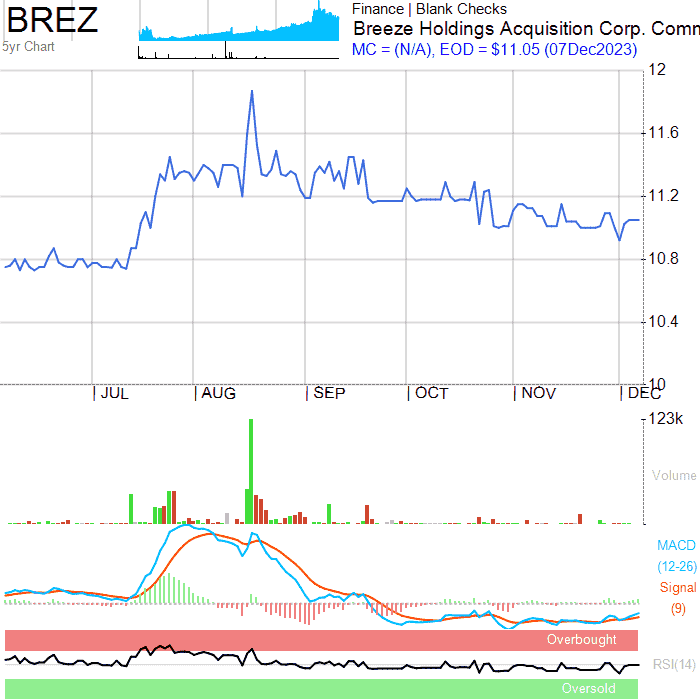 BREZ
5yr Chart
Finance | Blank Checks
Breeze Holdings Acquisition Corp. Comm
MC = (N/A), EOD = $11.05 (07Dec2023)
12
11.6
11.2
10.8
10.4
10
JUL AUG SEP OCT NOV DEC
123k
Volume
MACD
(12-26)
Signal
(9)
Overbought
RSI(14)
Oversold